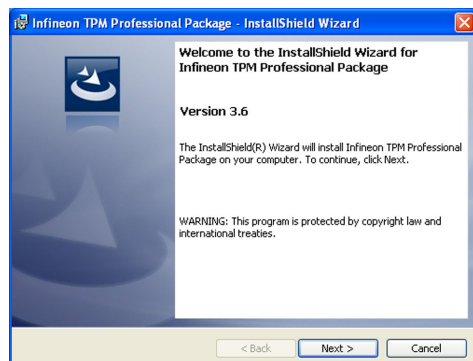 Infineon TPM Professional Package - InstallShield Wizard
Welcome to the InstallShield Wizard for
Infineon TPM Professional Package
Version 3.6
The InstallShield(R) Wizard will install Infineon TPM Professional
Package on your computer. To continue, click Next.
WARNING: This program is protected by copyright law and
international treaties.
< Back Next > Cancel